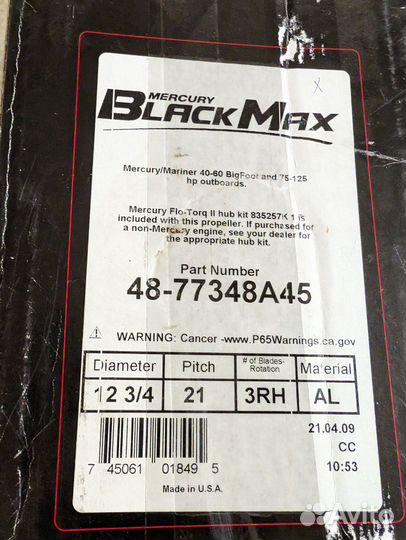 MERCURY
BLACKMAX
X
Mercury/Mariner 40-60 BigFoot and 75-125
hp outboards.
Mercury Flo-Torq II hub kit 835257K 1 is
included with this propeller. If purchased for
a non-Mercury engine, see your dealer for
the appropriate hub kit.
Part Number
48-77348A45
WARNING: Cancer -www.P65Warnings.ca.gov
Diameter Pitch # of Blades- Rotation Material
12 3/4 21 3RH AL
21.04.09
CC
10:53
7 45061 01849 5
Made in U.S.A.
Avito